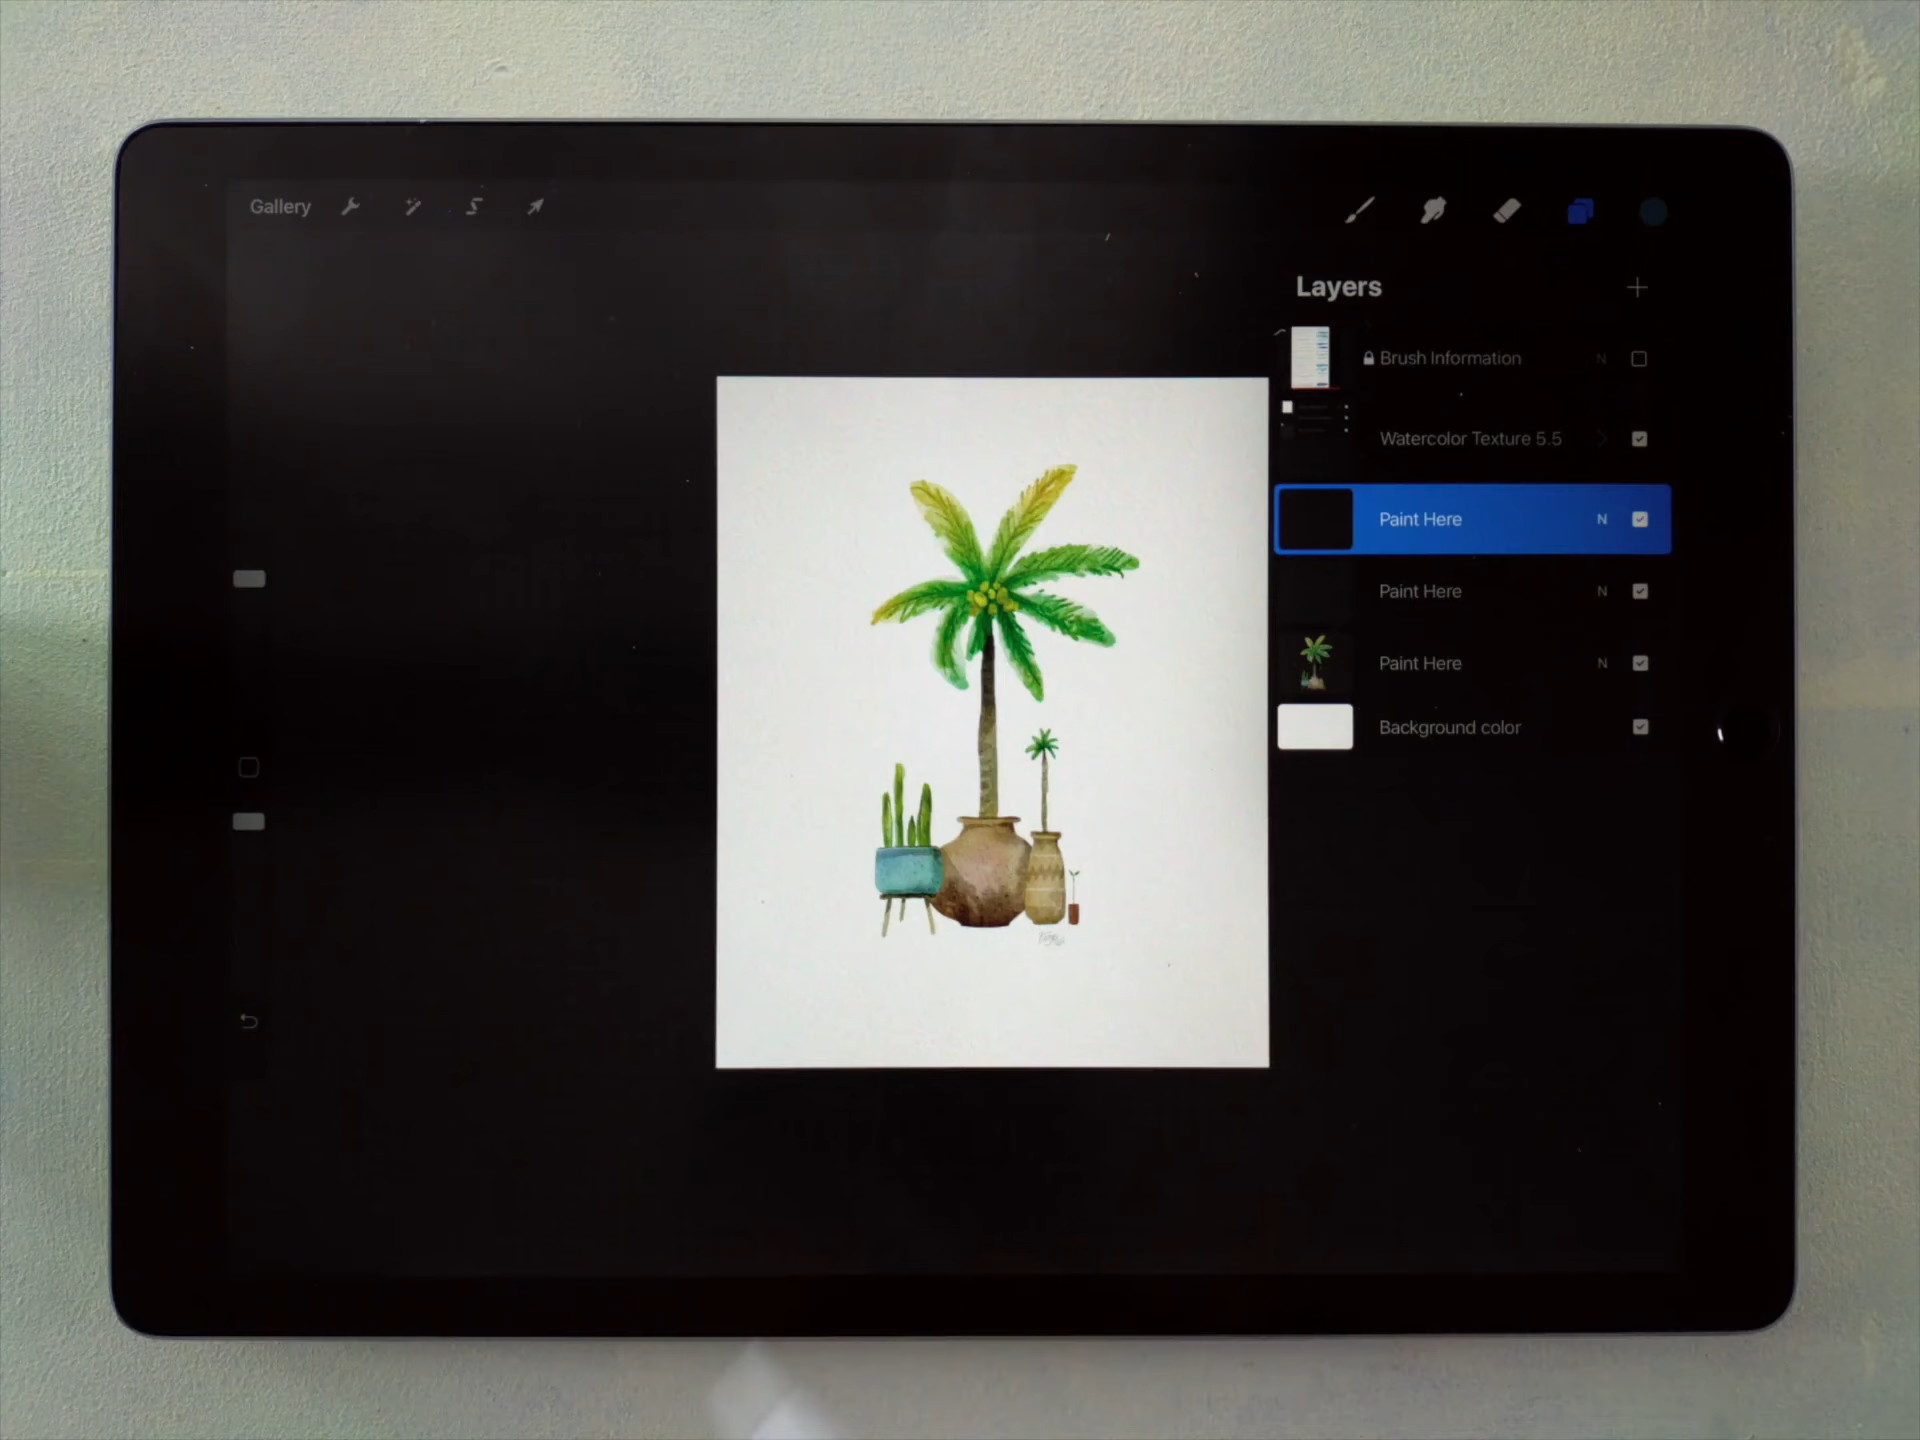 Gallery
Layers
Brush Information N
Watercolor Texture 5.5
Paint Here N
Paint Here N
Paint Here N
Background color